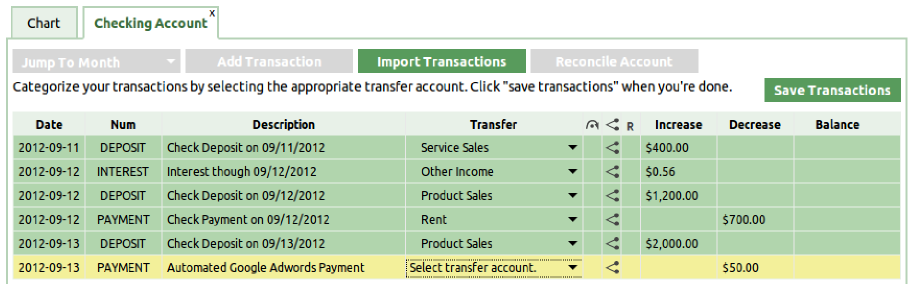 Chart Checking Account x
Jump To Month Add Transaction Import Transactions Reconcile Account
Categorize your transactions by selecting the appropriate transfer account. Click "save transactions" when you're done. Save Transactions
Date Num Description Transfer R Increase Decrease Balance
2012-09-11 DEPOSIT Check Deposit on 09/11/2012 Service Sales $400.00
2012-09-12 INTEREST Interest though 09/12/2012 Other Income $0.56
2012-09-12 DEPOSIT Check Deposit on 09/12/2012 Product Sales $1,200.00
2012-09-12 PAYMENT Check Payment on 09/12/2012 Rent $700.00
2012-09-13 DEPOSIT Check Deposit on 09/13/2012 Product Sales $2,000.00
2012-09-13 PAYMENT Automated Google Adwords Payment Select transfer account. $50.00